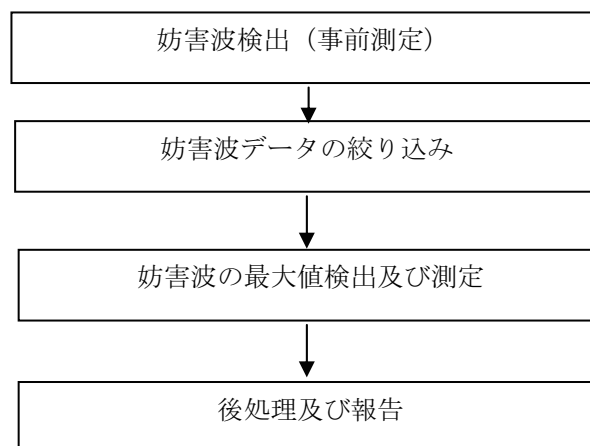 妨害波検出（事前測定）
妨害波データの絞り込み
妨害波の最大値検出及び測定
後処理及び報告